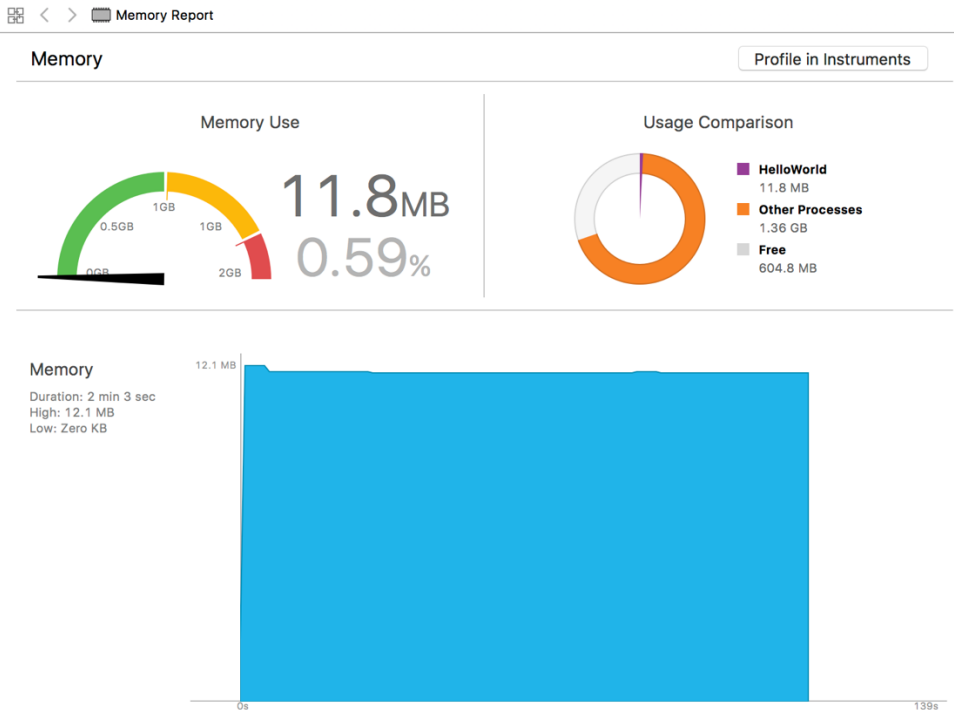 Memory Report
Memory
Profile in Instruments
Memory Use
0GB
0.5GB
1GB
1GB
2GB
11.8MB
0.59%
Usage Comparison
HelloWorld
11.8 MB
Other Processes
1.36 GB
Free
604.8 MB
Memory
Duration: 2 min 3 sec
High: 12.1 MB
Low: Zero KB
12.1 MB
0s
139s